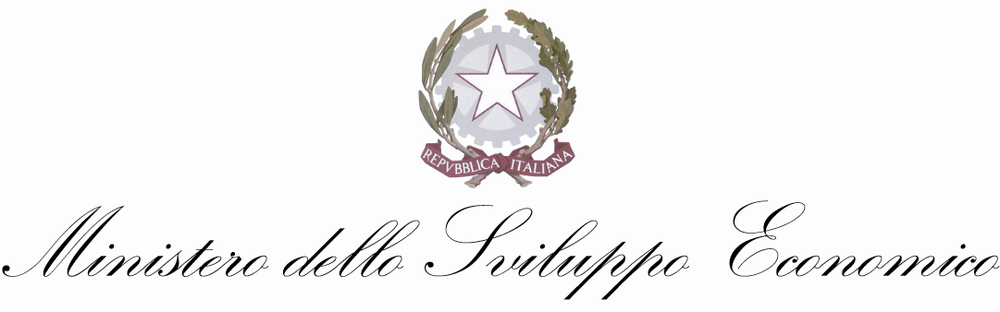 REPVBBLICA ITALIANA
Ministero dello Sviluppo Economico